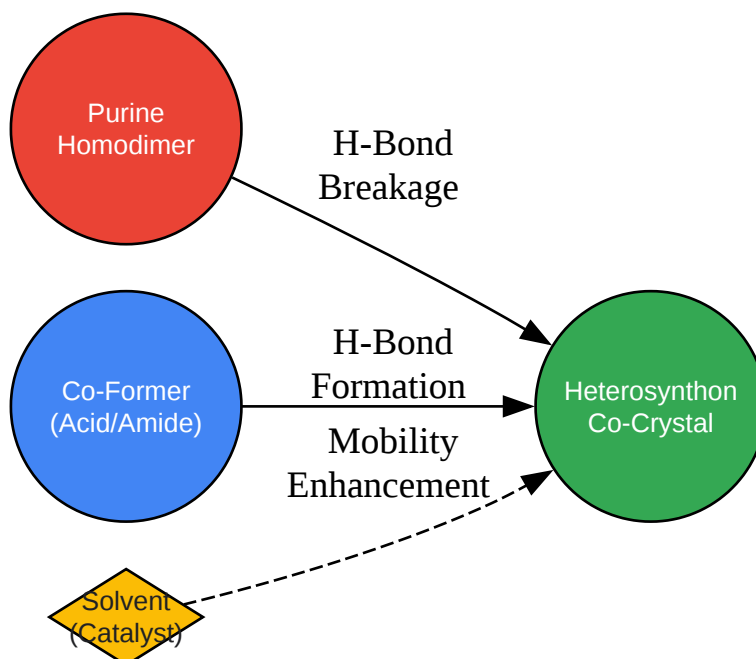 Purine
Homodimer
H-Bond
Breakage
Co-Former
(Acid/Amide)
H-Bond
Formation
Heterosynthon
Co-Crystal
Mobility
Enhancement
Solvent
(Catalyst)